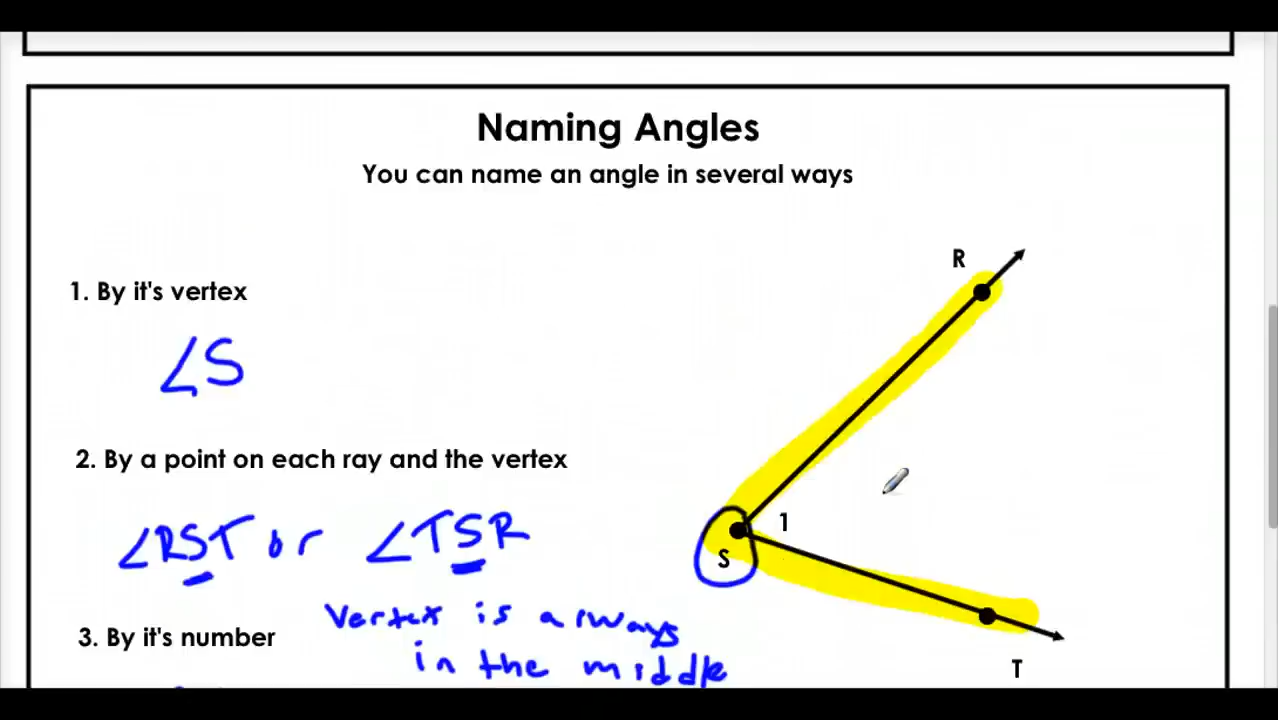 Naming Angles
You can name an angle in several ways
R
1. By it's vertex
∠S
2. By a point on each ray and the vertex
∠RST or ∠TSR
1
S
Vertex is always
3. By it's number
in the middle
T